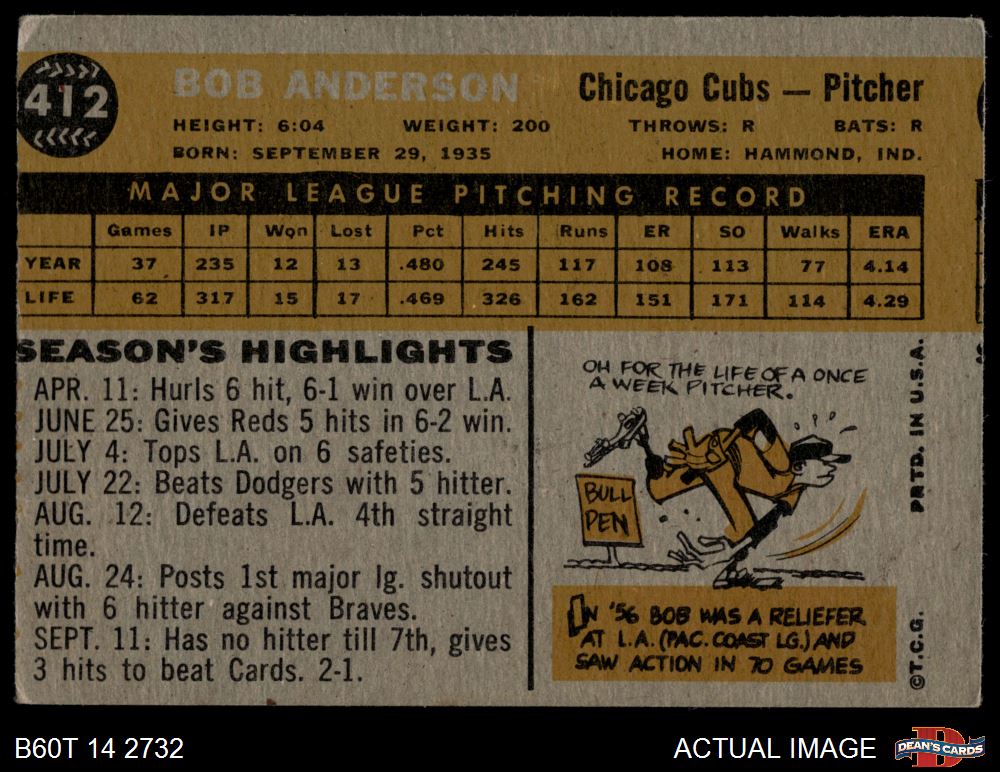 412
BOB ANDERSON Chicago Cubs — Pitcher
HEIGHT: 6:04 WEIGHT: 200 THROWS: R BATS: R
BORN: SEPTEMBER 29, 1935 HOME: HAMMOND, IND.
MAJOR LEAGUE PITCHING RECORD
Games IP Won Lost Pct Hits Runs ER SO Walks ERA
YEAR 37 235 12 13 .480 245 117 108 113 77 4.14
LIFE 62 317 15 17 .469 326 162 151 171 114 4.29
SEASON'S HIGHLIGHTS
APR. 11: Hurls 6 hit, 6-1 win over L.A.
JUNE 25: Gives Reds 5 hits in 6-2 win.
JULY 4: Tops L.A. on 6 safeties.
JULY 22: Beats Dodgers with 5 hitter.
AUG. 12: Defeats L.A. 4th straight
time.
AUG. 24: Posts 1st major lg. shutout
with 6 hitter against Braves.
SEPT. 11: Has no hitter till 7th, gives
3 hits to beat Cards. 2-1.
OH FOR THE LIFE OF A ONCE
A WEEK PITCHER.
BULL
PEN
IN '56 BOB WAS A RELIEFER
AT L.A. (PAC. COAST LG.) AND
SAW ACTION IN 70 GAMES
©T.C.G. PRTD. IN U.S.A.
B60T 14 2732 ACTUAL IMAGE DEAN'S CARDS